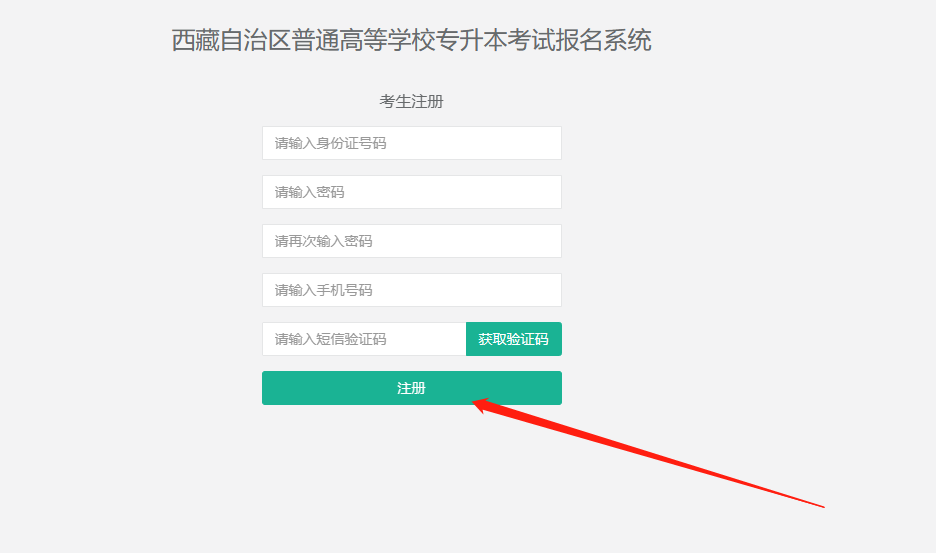 西藏自治区普通高等学校专升本考试报名系统
考生注册
请输入身份证号码
请输入密码
请再次输入密码
请输入手机号码
请输入短信验证码 获取验证码
注册